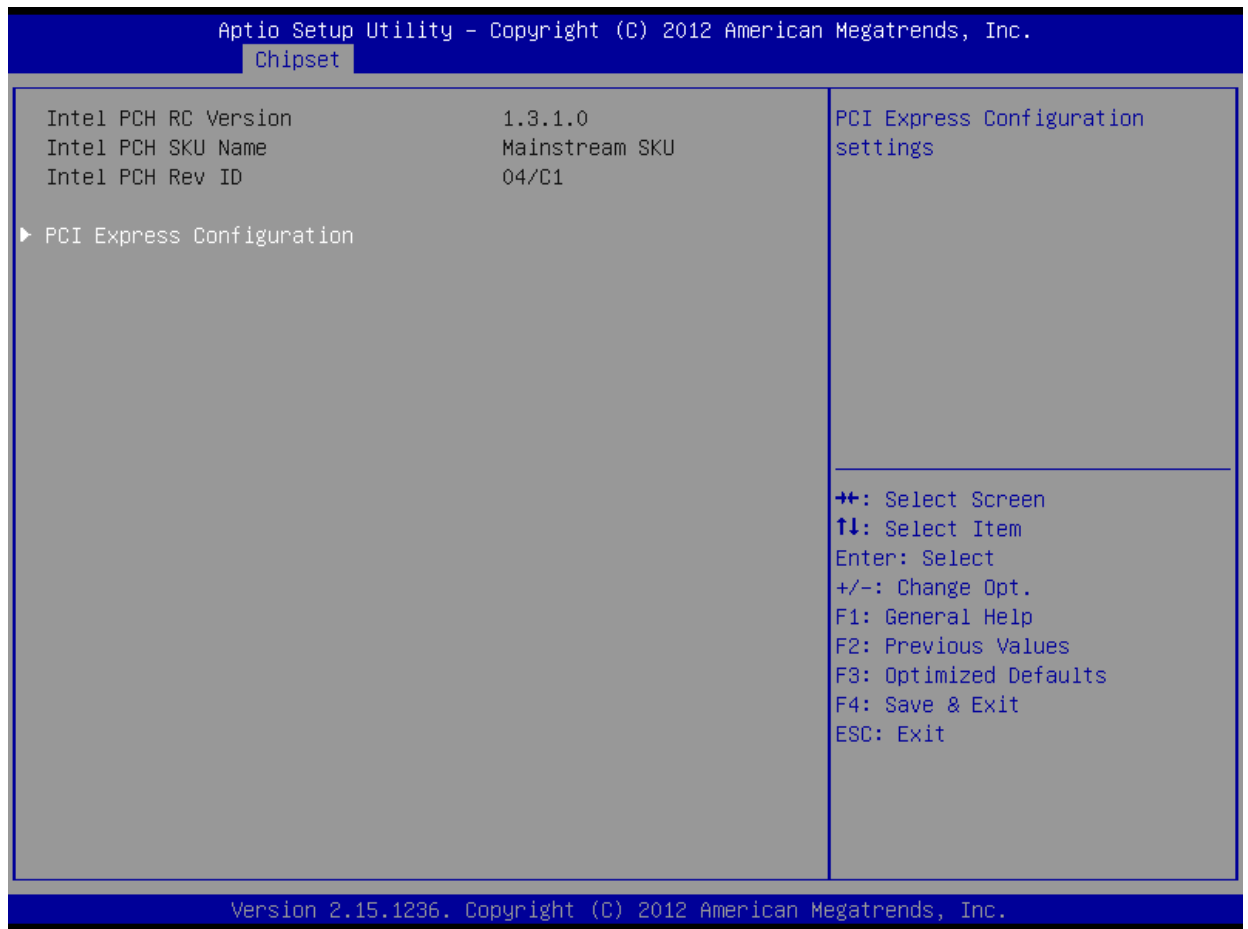 Aptio Setup Utility – Copyright (C) 2012 American Megatrends, Inc.
Chipset
Intel PCH RC Version 1.3.1.0
Intel PCH SKU Name Mainstream SKU
Intel PCH Rev ID 04/C1
▶ PCI Express Configuration
PCI Express Configuration
settings
→←: Select Screen
↑↓: Select Item
Enter: Select
+/-: Change Opt.
F1: General Help
F2: Previous Values
F3: Optimized Defaults
F4: Save & Exit
ESC: Exit
Version 2.15.1236. Copyright (C) 2012 American Megatrends, Inc.